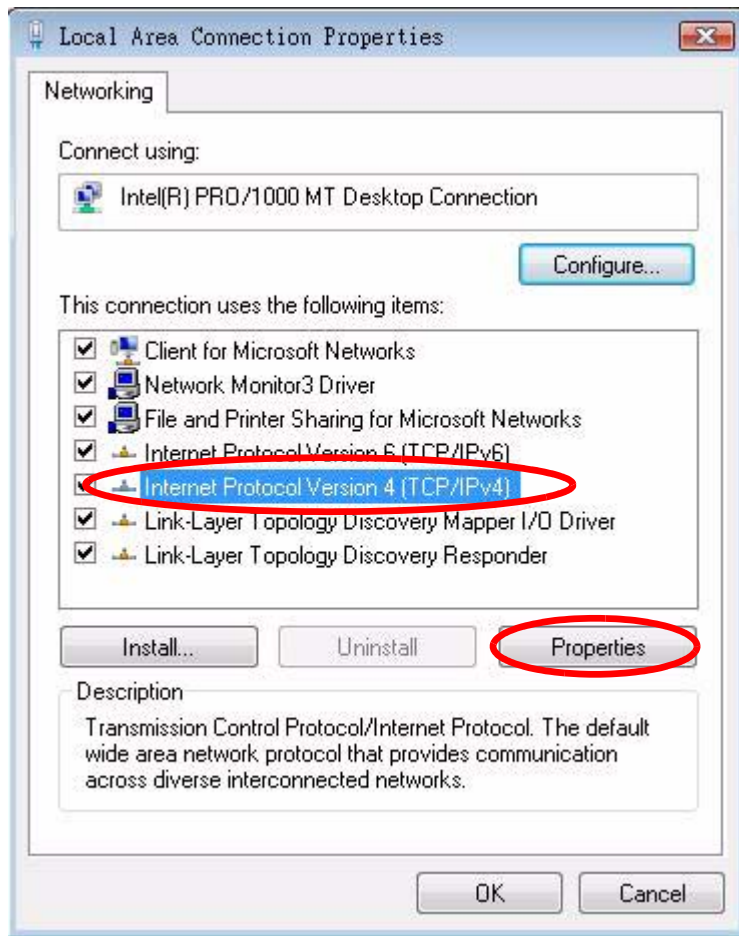 Local Area Connection Properties
Networking
Connect using:
Intel(R) PRO/1000 MT Desktop Connection
Configure...
This connection uses the following items:
Client for Microsoft Networks
Network Monitor3 Driver
File and Printer Sharing for Microsoft Networks
Internet Protocol Version 6 (TCP/IPv6)
Internet Protocol Version 4 (TCP/IPv4)
Link-Layer Topology Discovery Mapper I/O Driver
Link-Layer Topology Discovery Responder
Install...
Uninstall
Properties
Description
Transmission Control Protocol/Internet Protocol. The default
wide area network protocol that provides communication
across diverse interconnected networks.
OK
Cancel